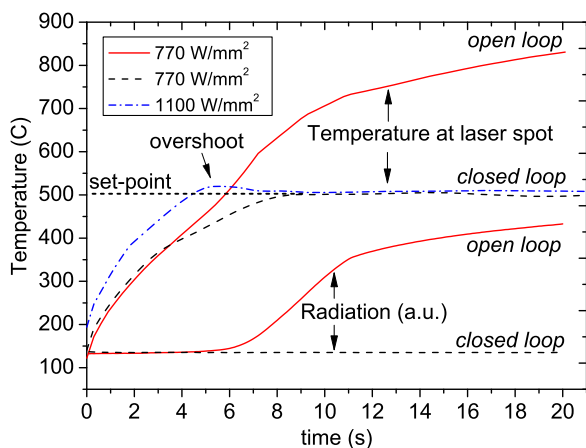 900
800
700
600
500
400
300
200
100
0
2
4
6
8
10
12
14
16
18
20
Temperature (C)
time (s)
770 W/mm²
770 W/mm²
1100 W/mm²
open loop
overshoot
Temperature at laser spot
set-point
closed loop
open loop
Radiation (a.u.)
closed loop